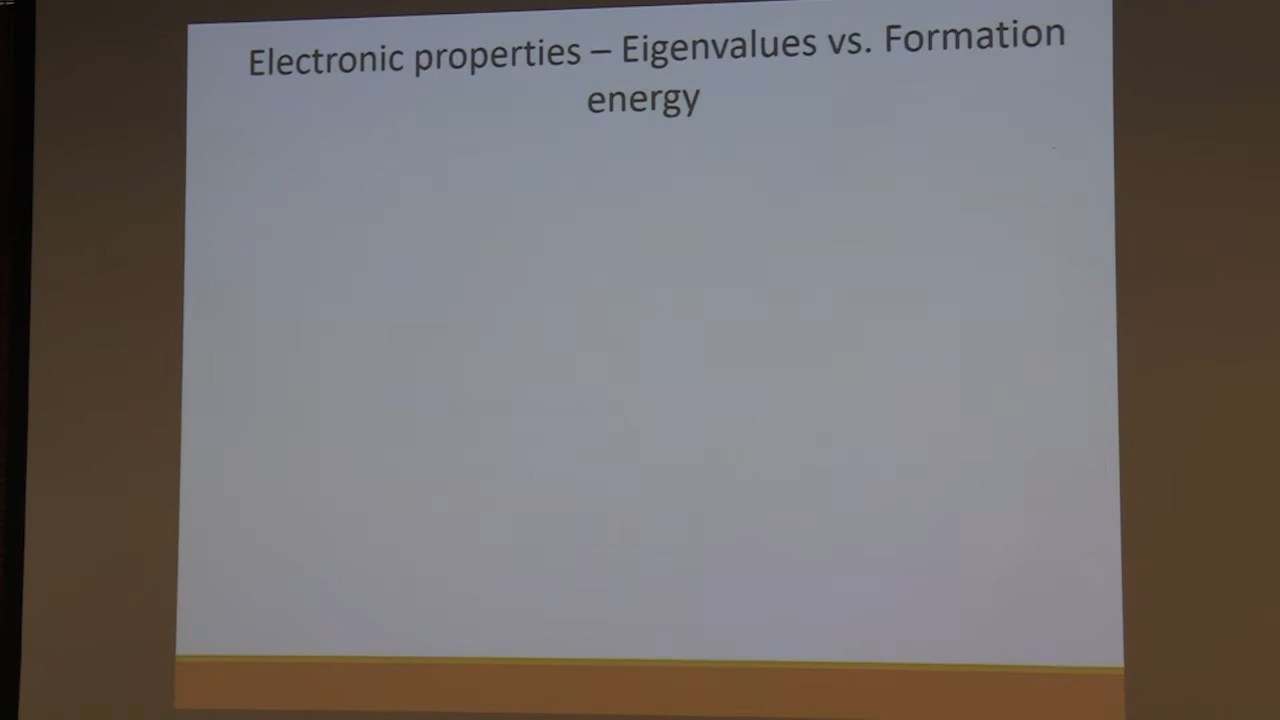 Electronic properties – Eigenvalues vs. Formation
energy